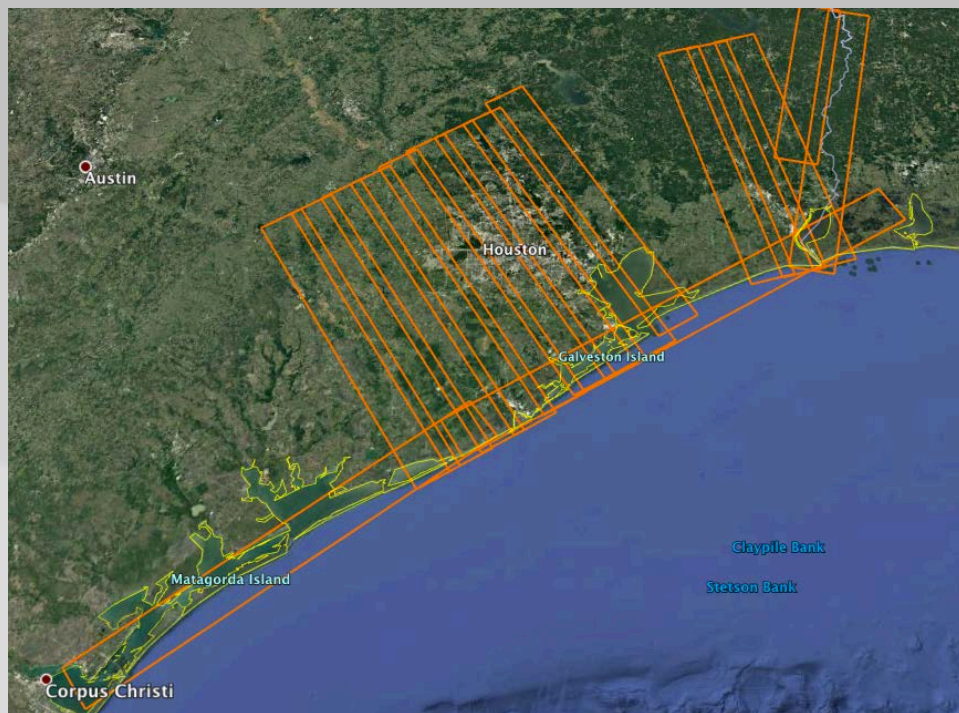 Austin
Houston
Galveston Island
Claypile Bank
Matagorda Island
Stetson Bank
Corpus Christi